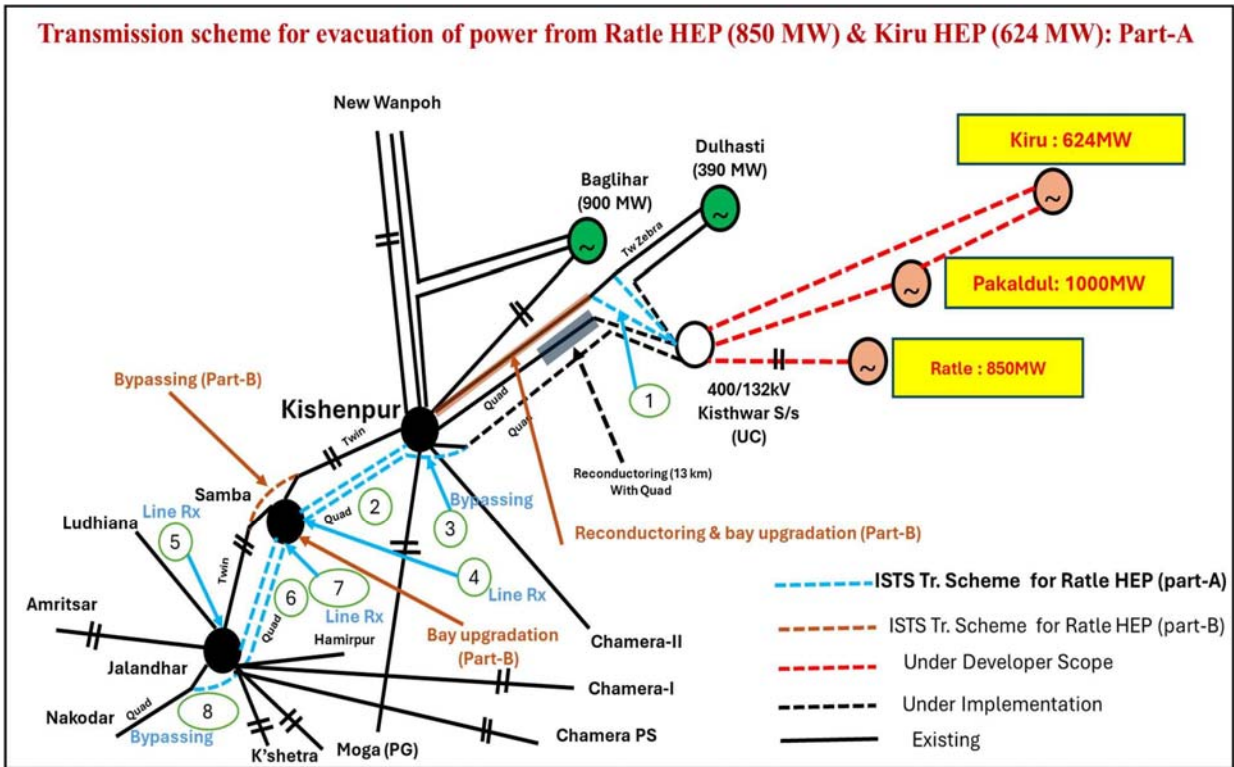 Transmission scheme for evacuation of power from Ratle HEP (850 MW) & Kiru HEP (624 MW): Part-A
New Wanpoh
Kiru : 624MW
Dulhasti
(390 MW)
Baglihar
(900 MW)
~
~
~
Tw Zebra
~
Pakaldul: 1000MW
~
Ratle : 850MW
400/132kV
Kisthwar S/s
(UC)
1
Bypassing (Part-B)
Kishenpur
Quad
Quad
Twin
Reconductoring (13 km)
With Quad
Samba
Quad
2
Bypassing
3
Reconductoring & bay upgradation (Part-B)
Ludhiana
Line Rx
5
Twin
4
Line Rx
6
7
Line Rx
Quad
Amritsar
Hamirpur
Bay upgradation
(Part-B)
Chamera-II
Jalandhar
Chamera-I
Nakodar
Quad
8
Bypassing
K'shetra
Moga (PG)
Chamera PS
ISTS Tr. Scheme for Ratle HEP (part-A)
ISTS Tr. Scheme for Ratle HEP (part-B)
Under Developer Scope
Under Implementation
Existing